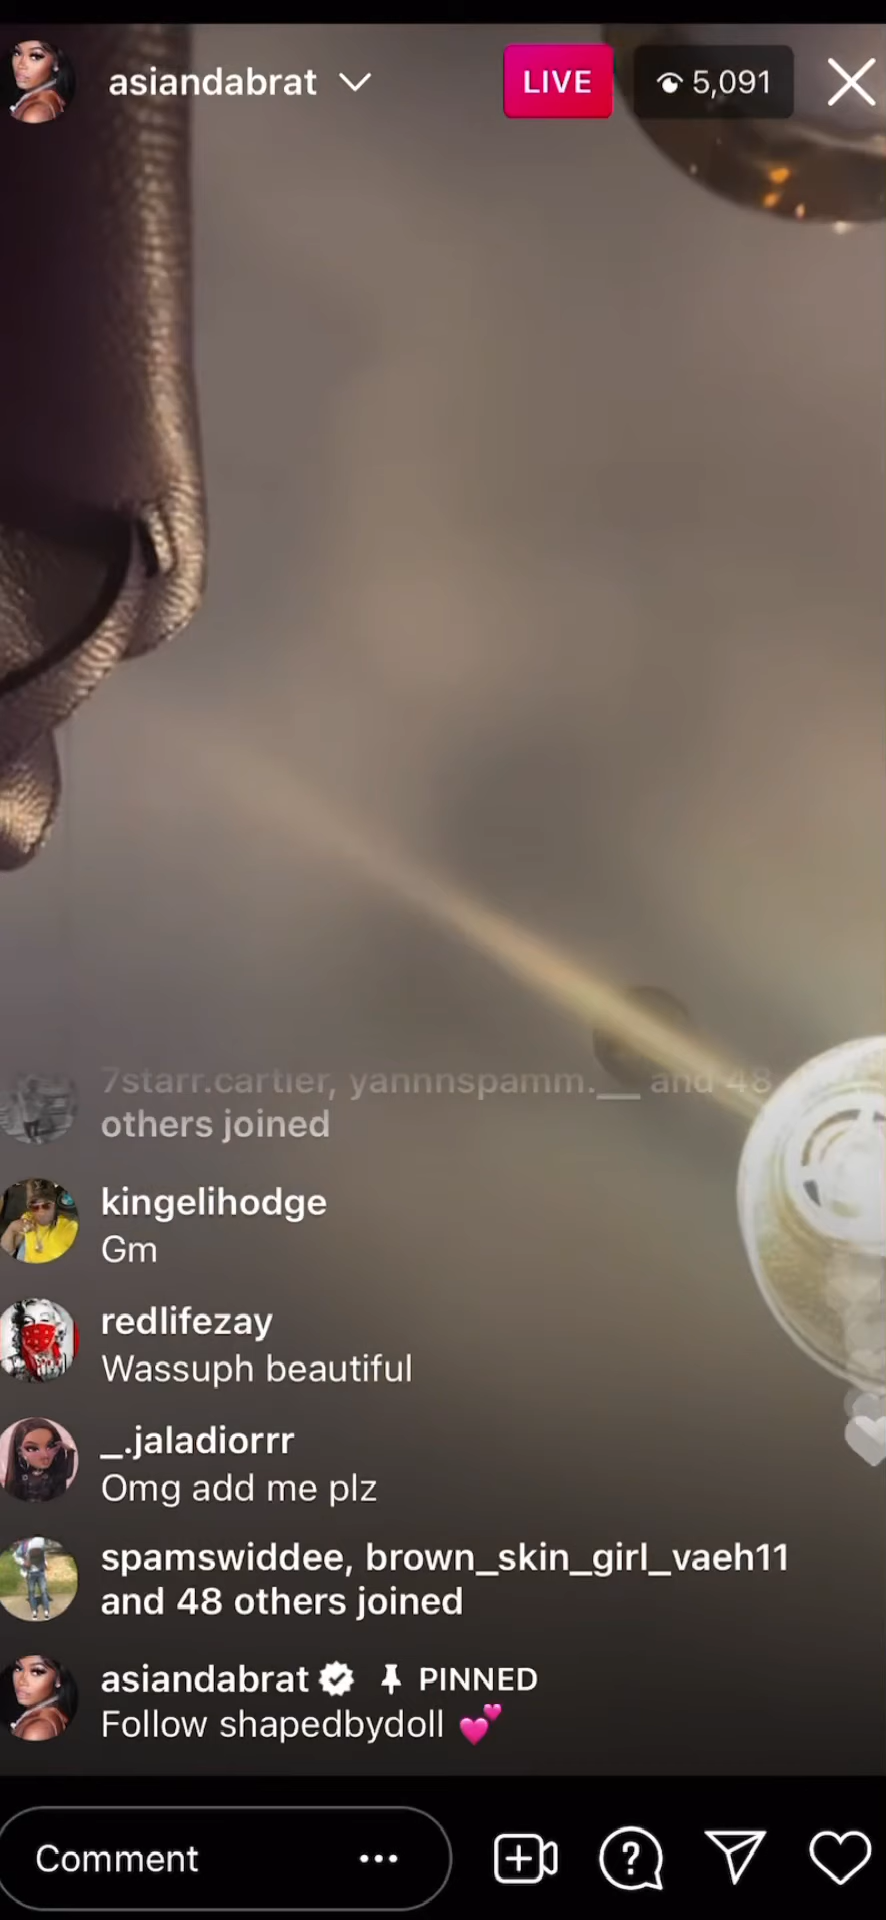 asiandabrat
LIVE
5,091
7starr.cartier, yannnspamm.__ and 48
others joined
kingelihodge
Gm
redlifezay
Wassuph beautiful
_.jaladiorrr
Omg add me plz
spamswiddee, brown_skin_girl_vaeh11
and 48 others joined
asiandabrat PINNED
Follow shapedbydoll 💕
Comment